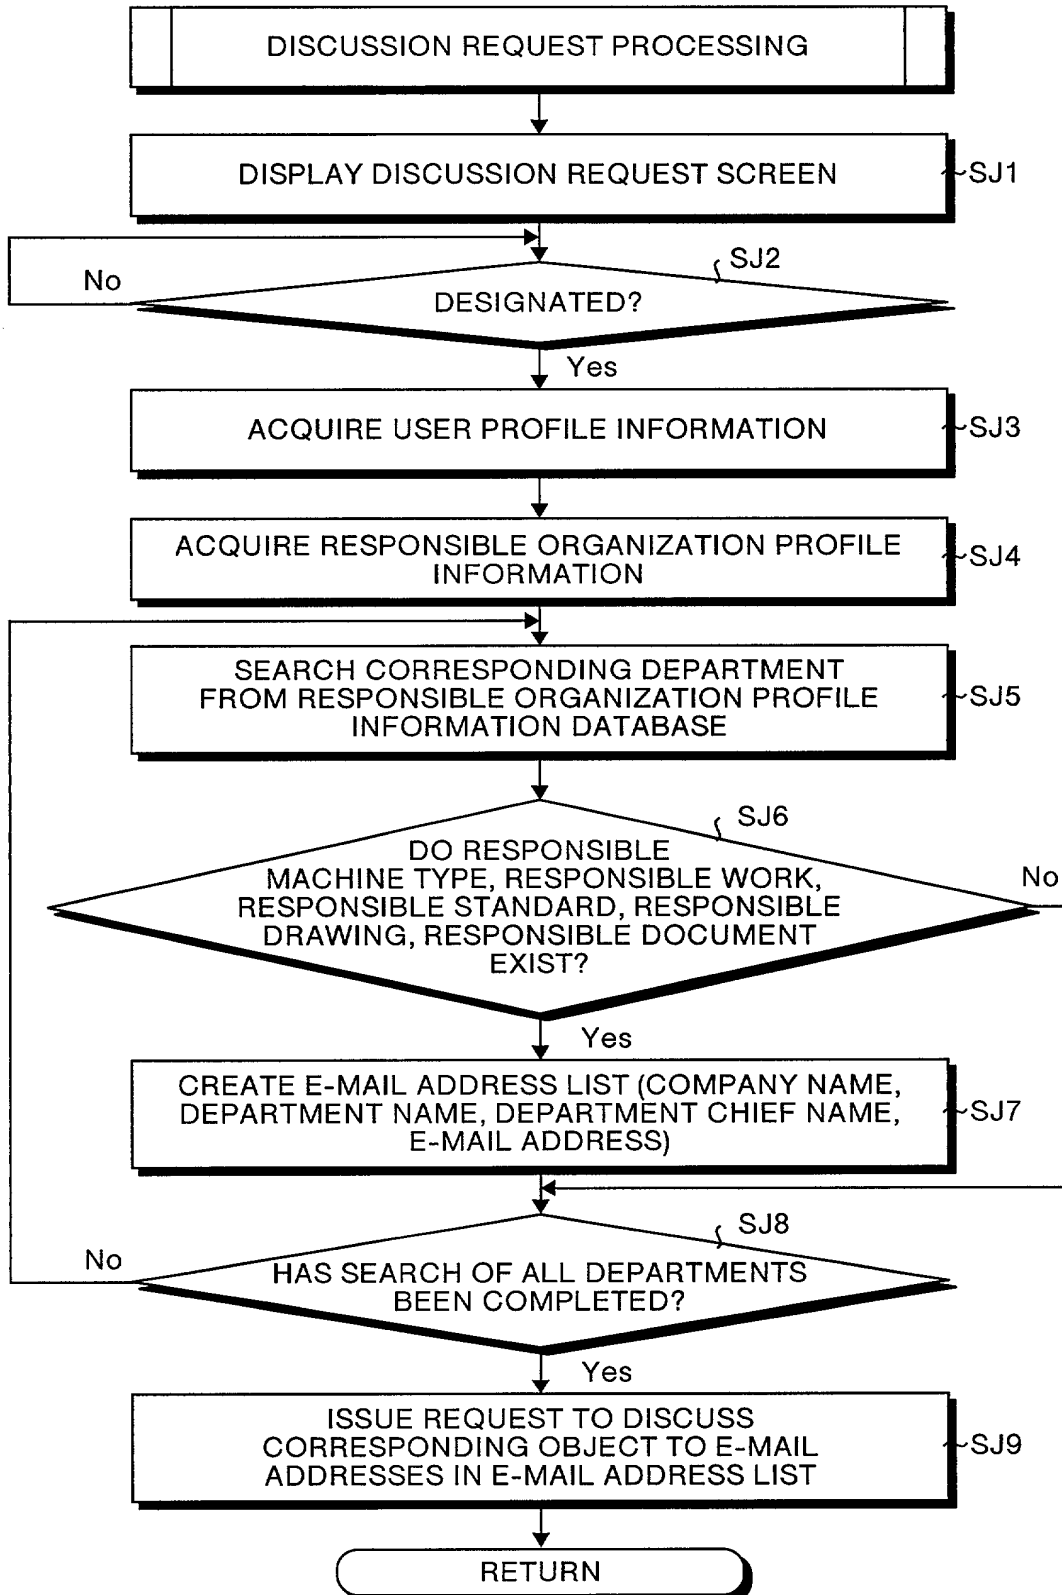 DISCUSSION REQUEST PROCESSING
DISPLAY DISCUSSION REQUEST SCREEN
SJ1
SJ2
No
DESIGNATED?
Yes
ACQUIRE USER PROFILE INFORMATION
SJ3
ACQUIRE RESPONSIBLE ORGANIZATION PROFILE
INFORMATION
SJ4
SEARCH CORRESPONDING DEPARTMENT
FROM RESPONSIBLE ORGANIZATION PROFILE
INFORMATION DATABASE
SJ5
SJ6
DO RESPONSIBLE
MACHINE TYPE, RESPONSIBLE WORK,
RESPONSIBLE STANDARD, RESPONSIBLE
DRAWING, RESPONSIBLE DOCUMENT
EXIST?
No
Yes
CREATE E-MAIL ADDRESS LIST (COMPANY NAME,
DEPARTMENT NAME, DEPARTMENT CHIEF NAME,
E-MAIL ADDRESS)
SJ7
SJ8
No
HAS SEARCH OF ALL DEPARTMENTS
BEEN COMPLETED?
Yes
ISSUE REQUEST TO DISCUSS
CORRESPONDING OBJECT TO E-MAIL
ADDRESSES IN E-MAIL ADDRESS LIST
SJ9
RETURN